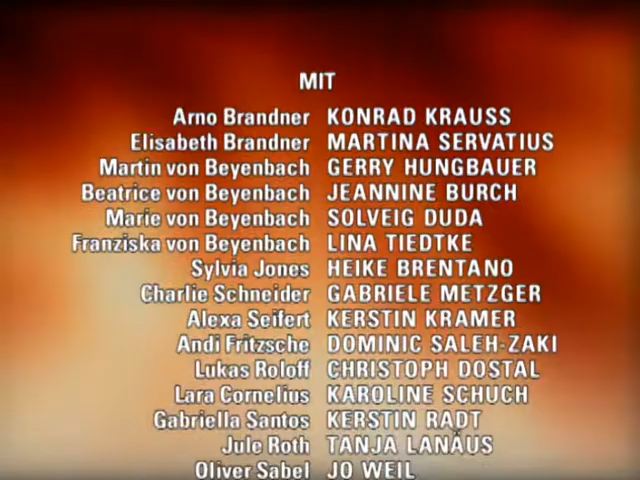 MIT
Arno Brandner KONRAD KRAUSS
Elisabeth Brandner MARTINA SERVATIUS
Martin von Beyenbach GERRY HUNGBAUER
Beatrice von Beyenbach JEANNINE BURCH
Marie von Beyenbach SOLVEIG DUDA
Franziska von Beyenbach LINA TIEDTKE
Sylvia Jones HEIKE BRENTANO
Charlie Schneider GABRIELE METZGER
Alexa Seifert KERSTIN KRAMER
Andi Fritzsche DOMINIC SALEH-ZAKI
Lukas Roloff CHRISTOPH DOSTAL
Lara Cornelius KAROLINE SCHUCH
Gabriella Santos KERSTIN RADT
Jule Roth TANJA LANÄUS
Oliver Sabel JO WEIL